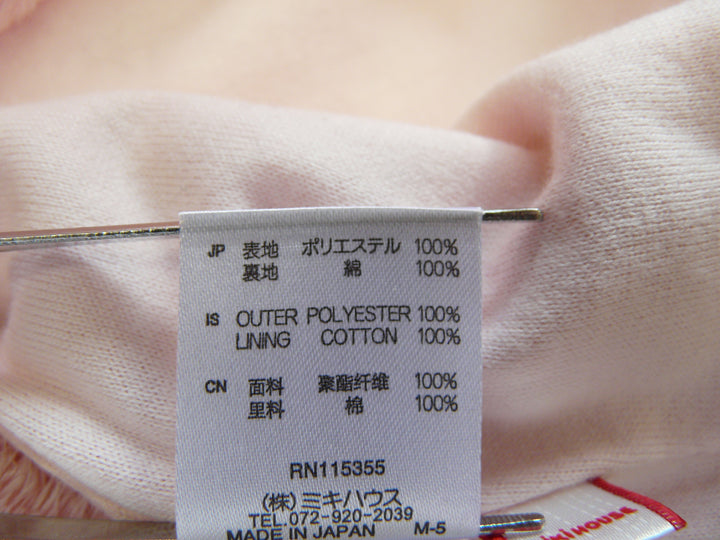 JP 表地 ポリエステル 100%
裏地 綿 100%
IS OUTER POLYESTER 100%
LINING COTTON 100%
CN 面料 聚酯纤维 100%
里料 棉 100%
RN115355
(株)ミキハウス
TEL 072-920-2039
MADE IN JAPAN M-5
HOUSE